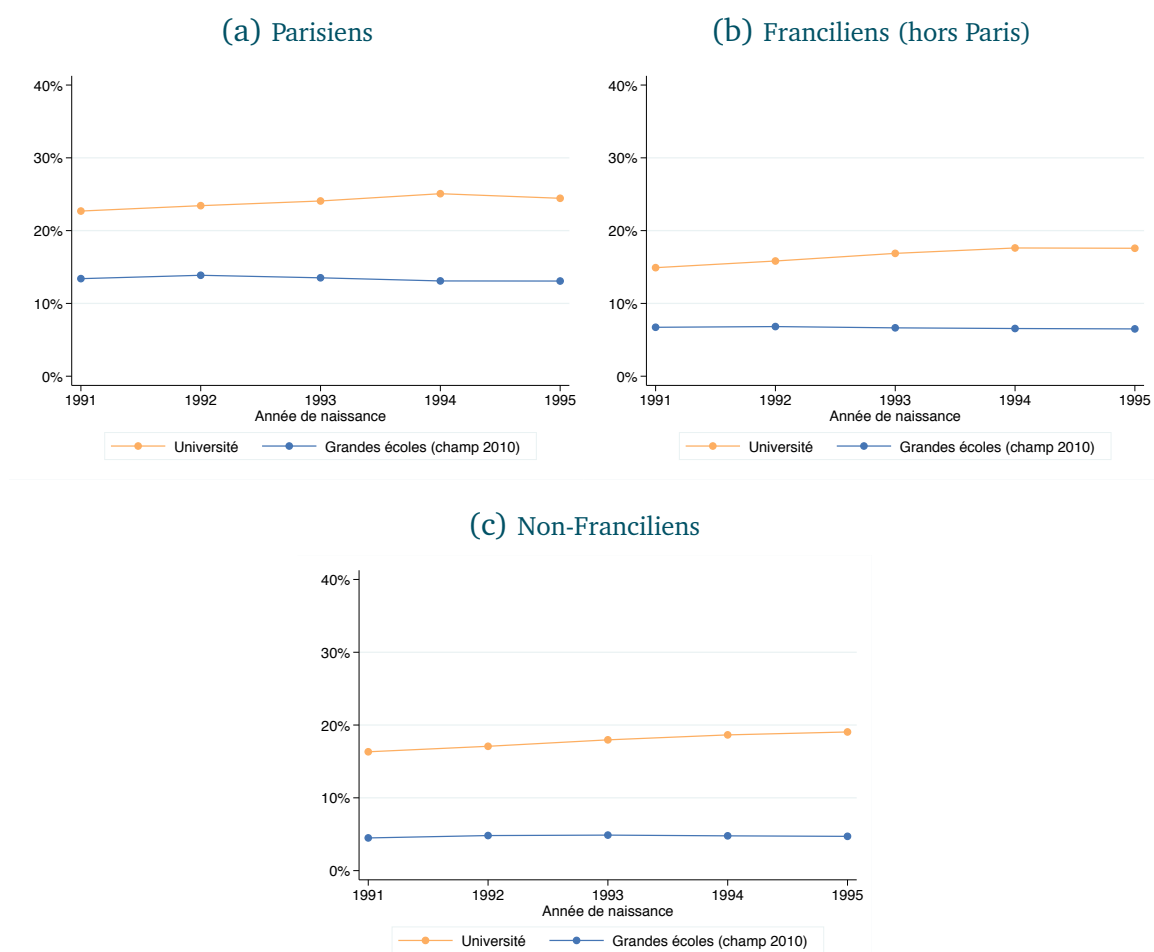 (a) Parisiens
40%
30%
20%
10%
0%
1991 1992 1993 1994 1995
Année de naissance
Université Grandes écoles (champ 2010)
(b) Franciliens (hors Paris)
40%
30%
20%
10%
0%
1991 1992 1993 1994 1995
Année de naissance
Université Grandes écoles (champ 2010)
(c) Non-Franciliens
40%
30%
20%
10%
0%
1991 1992 1993 1994 1995
Année de naissance
Université Grandes écoles (champ 2010)